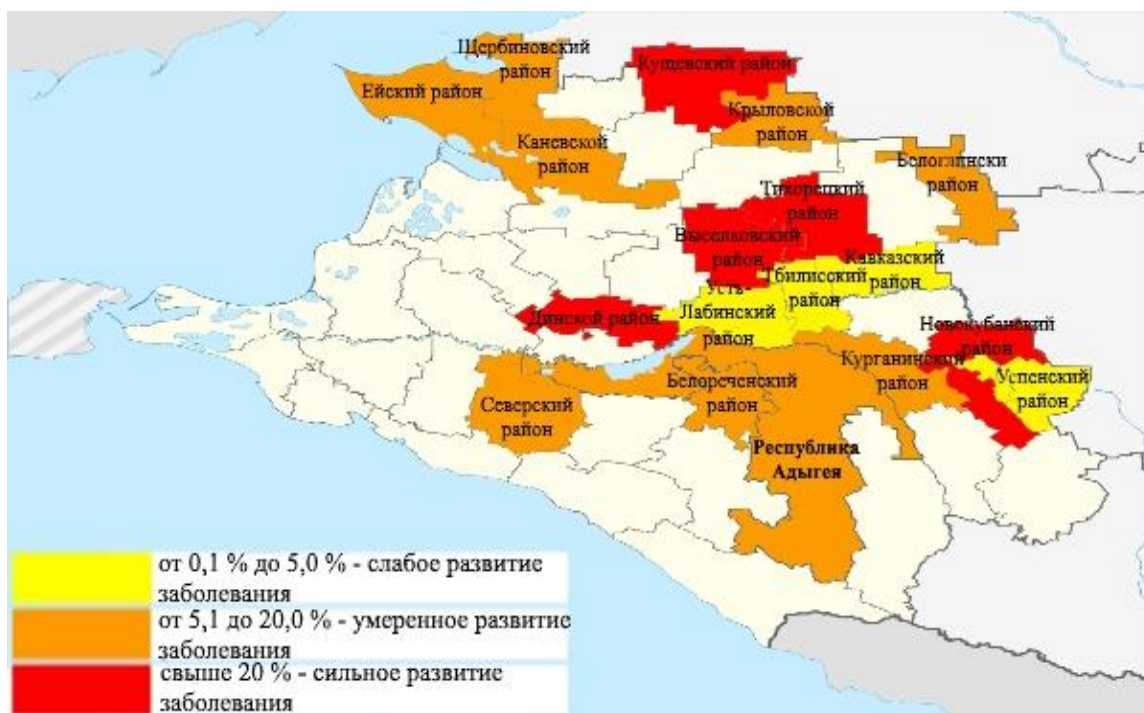 Щербиновский
район
Ейский район
Каневской
район
Кущевский район
Крыловской
район
Белоглински
район
Тихорецкий
район
Выселковский
район
Кавказский
район
Тбилисский
район
Усть-
Лабинский
район
Динской район
Новокубанский
район
Курганинский
район
Успенский
район
Белореченский
район
Северский
район
Республика
Адыгея
от 0,1 % до 5,0 % - слабое развитие
заболевания
от 5,1 до 20,0 % - умеренное развитие
заболевания
свыше 20 % - сильное развитие
заболевания